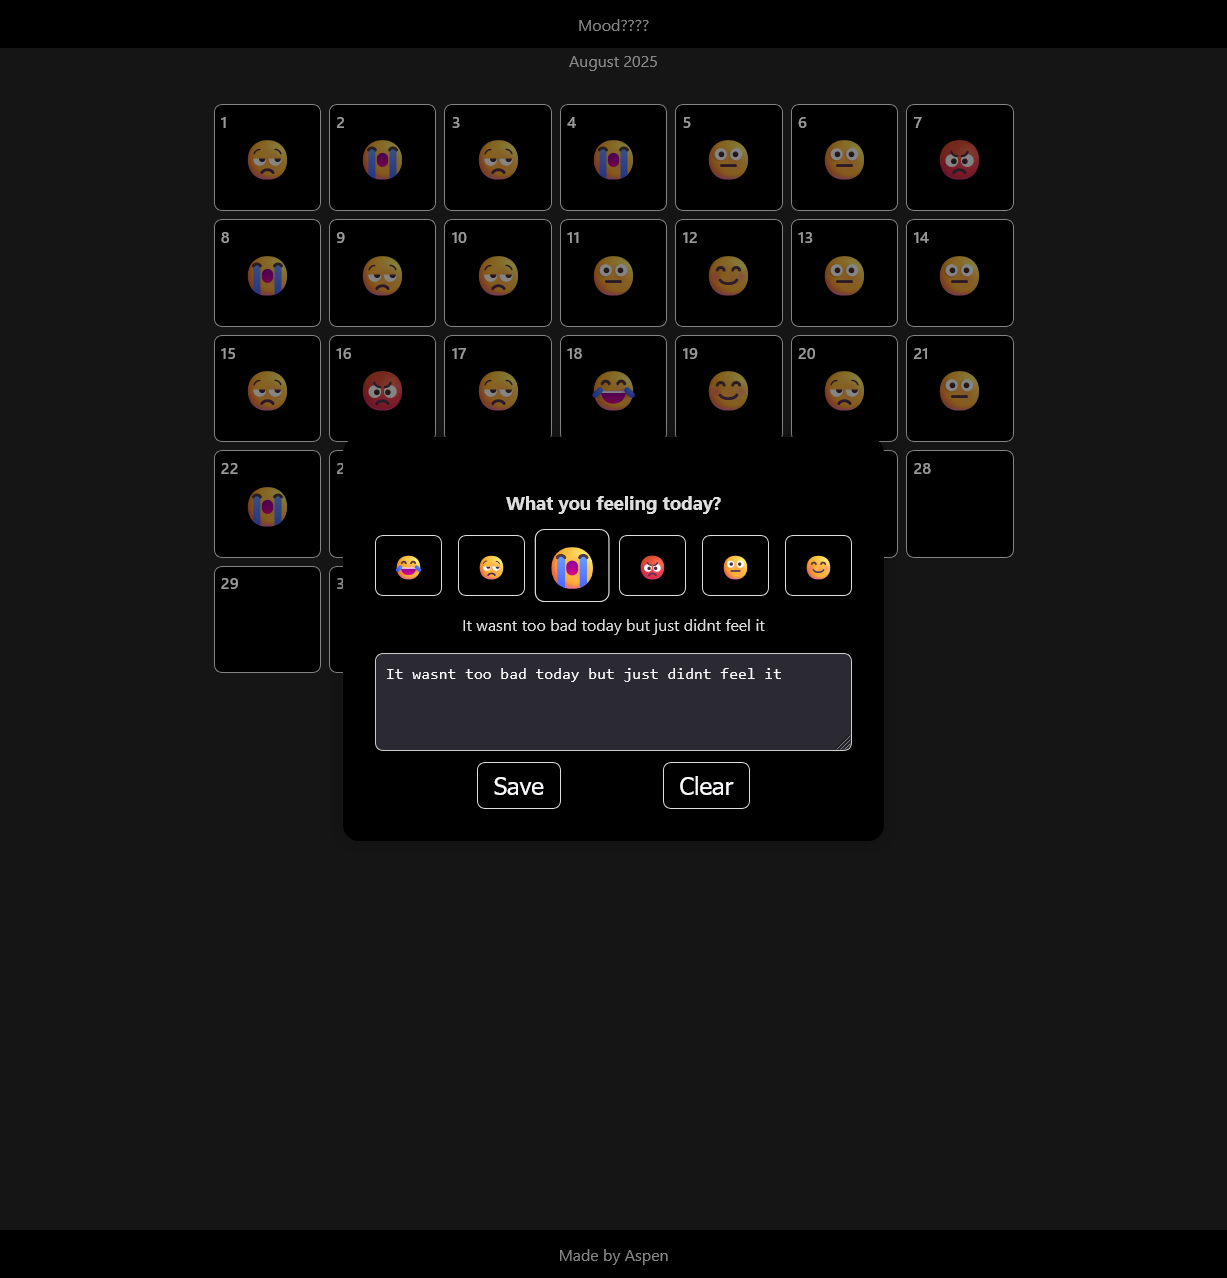 Mood????
August 2025
1 2 3 4 5 6 7
8 9 10 11 12 13 14
15 16 17 18 19 20 21
22 2 28
29 3
What you feeling today?
It wasnt too bad today but just didnt feel it
It wasnt too bad today but just didnt feel it
Save Clear
Made by Aspen